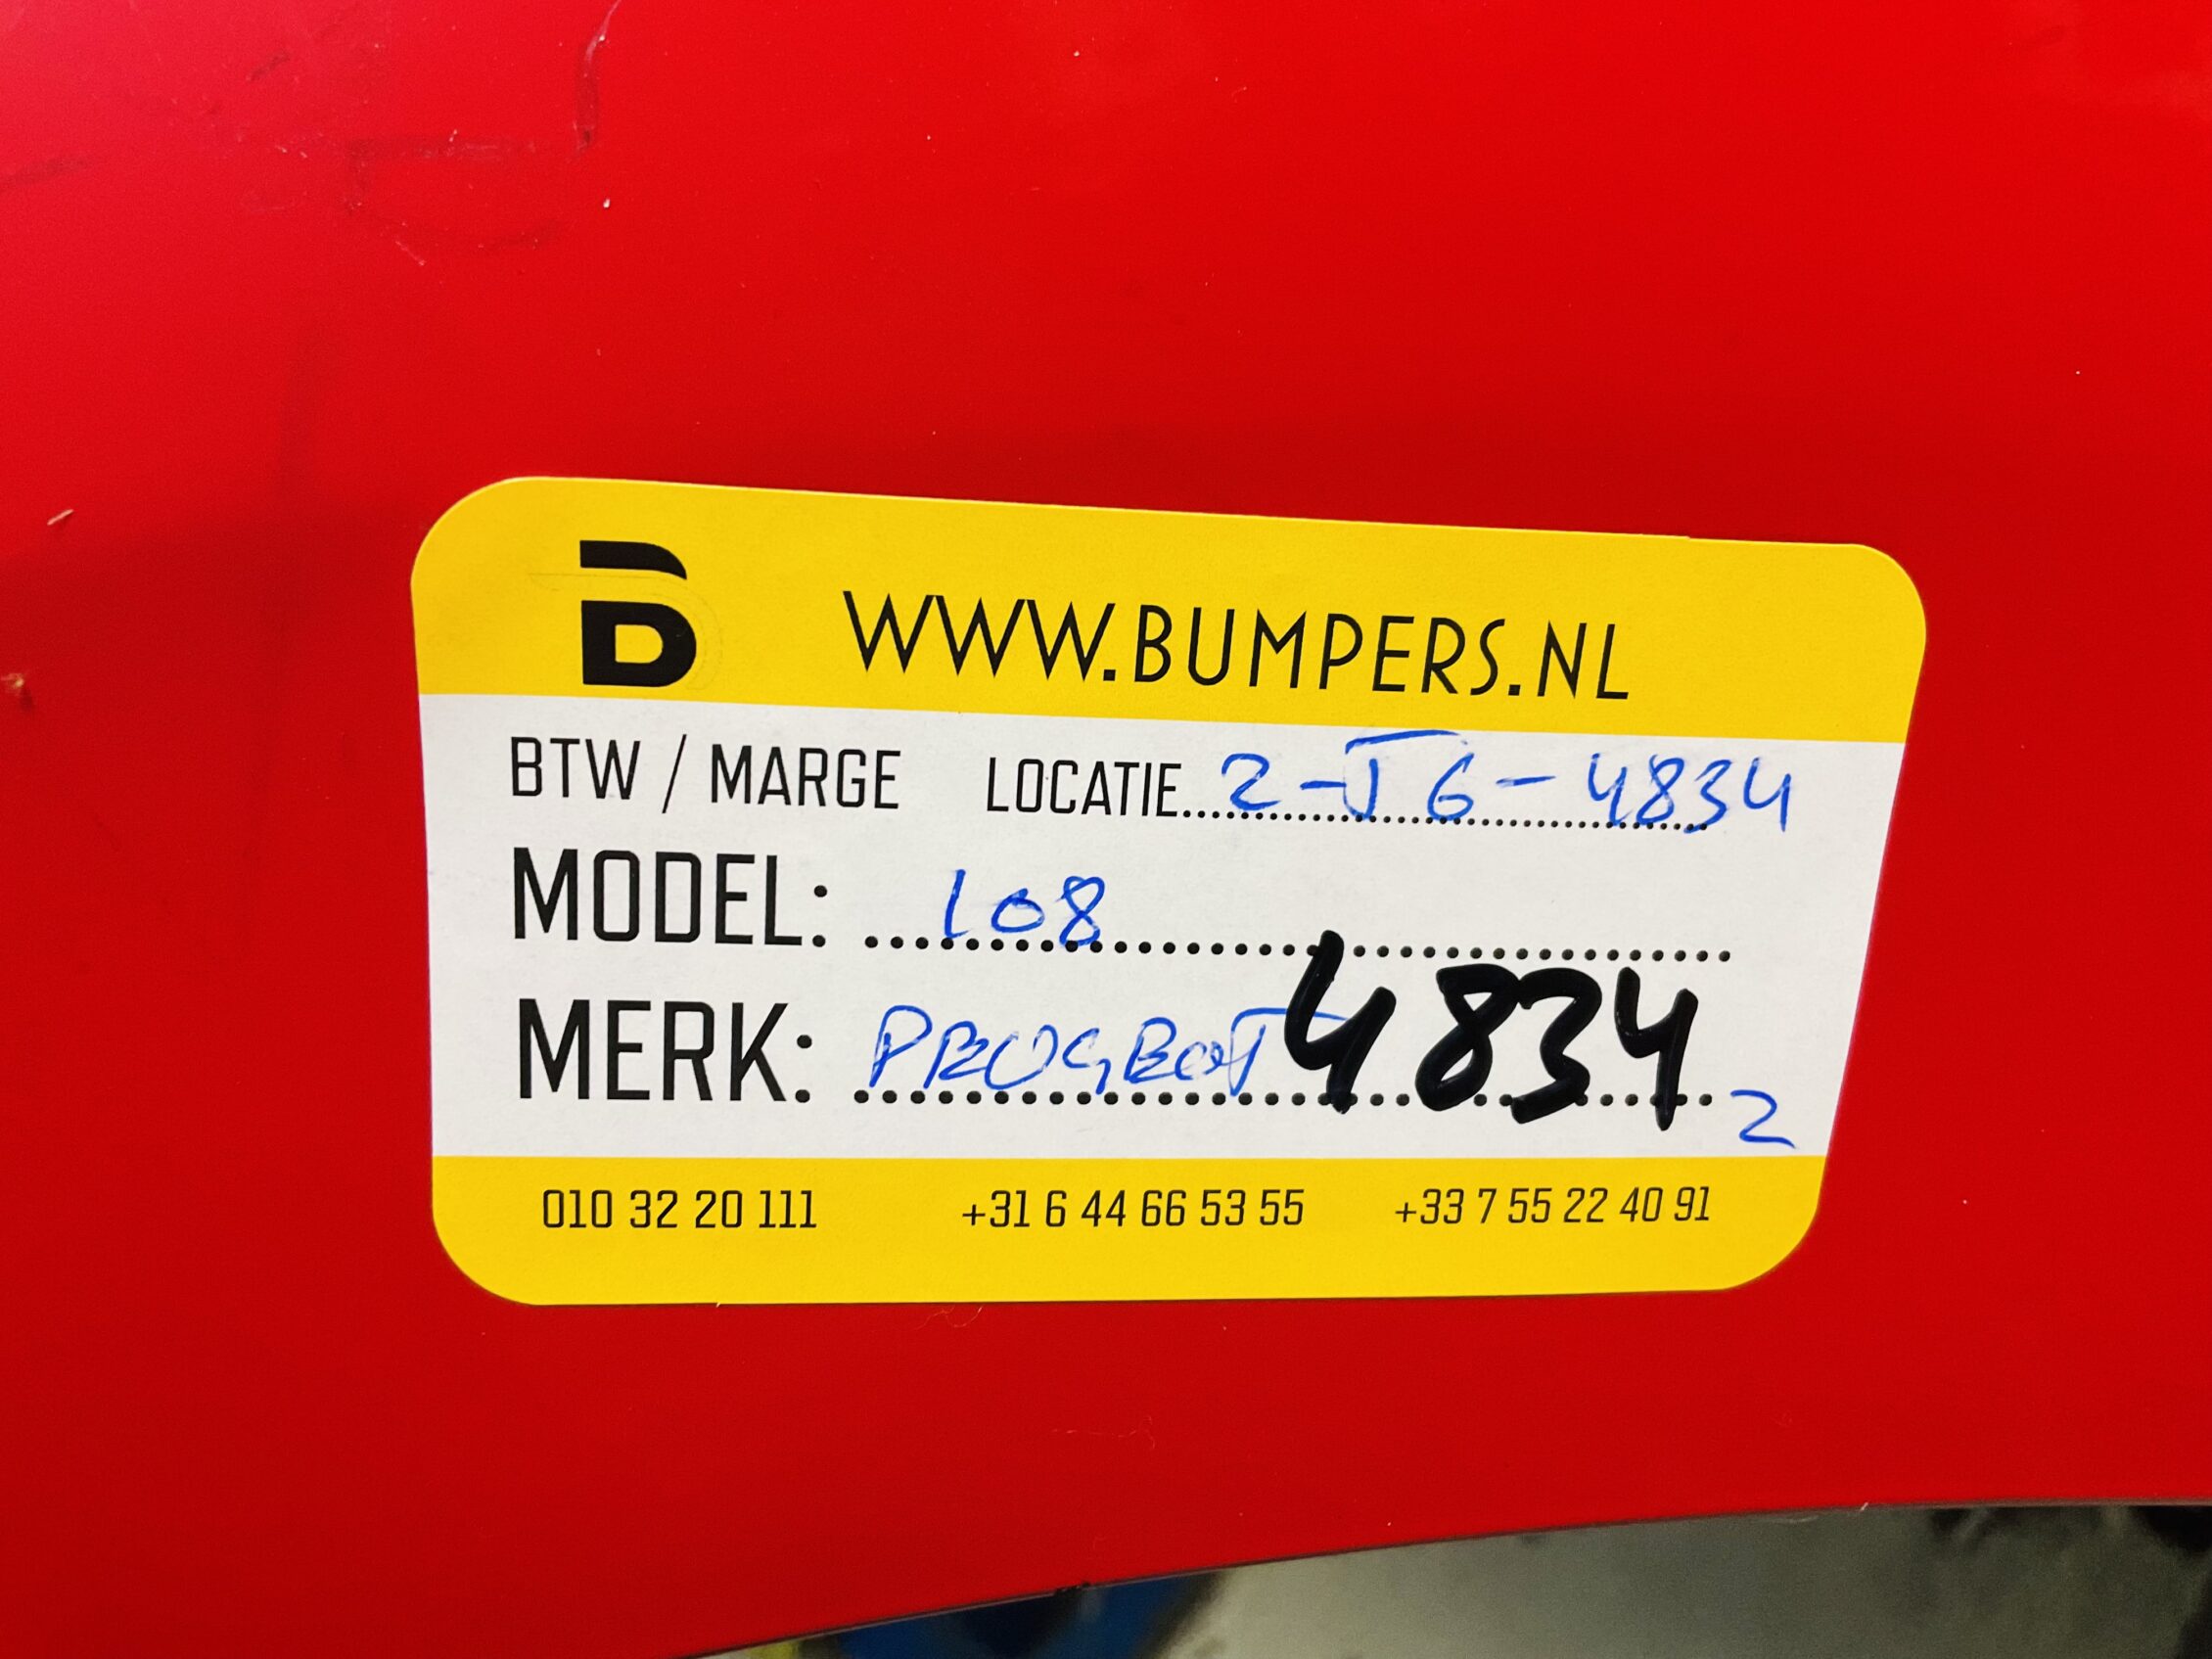 B WWW.BUMPERS.NL
BTW / MARGE LOCATIE...2-J6-4834
MODEL: 108
MERK: PEUGEOT 4834 2
010 32 20 111 +31 6 44 66 53 55 +33 7 55 22 40 91